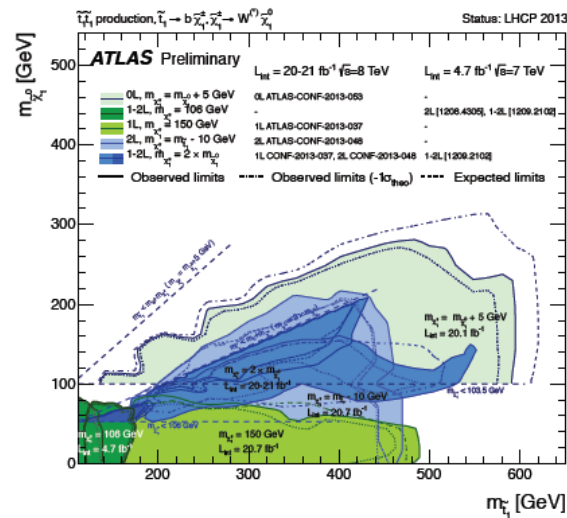 t̃₁t̃₁ production, t̃₁ → b χ̃₁±, χ̃₁± → W(*) χ̃₁⁰ Status: LHCP 2013
ATLAS Preliminary
L_int = 20-21 fb⁻¹ √s=8 TeV L_int = 4.7 fb⁻¹ √s=7 TeV
0L, m_χ̃₁± = m_χ̃₁⁰ + 5 GeV 0L ATLAS-CONF-2013-053 -
1-2L, m_χ̃₁± = 106 GeV - 2L [1208.4305], 1-2L [1209.2102]
1L, m_χ̃₁± = 150 GeV 1L ATLAS-CONF-2013-037 -
2L, m_χ̃₁± = m_t̃₁ - 10 GeV 2L ATLAS-CONF-2013-048 -
1-2L, m_χ̃₁± = 2 × m_χ̃₁⁰ 1L CONF-2013-037, 2L CONF-2013-048 1-2L [1209.2102]
Observed limits Observed limits (-1σ_theo) Expected limits
m_χ̃₁⁰ [GeV]
500
400
300
200
100
0
m_χ̃₁± = m_χ̃₁⁰ + 5 GeV
L_int = 20.1 fb⁻¹
m_χ̃₁± = 2 × m_χ̃₁⁰
L_int = 20-21 fb⁻¹
m_χ̃₁± < 103.5 GeV
m_χ̃₁± = m_t̃₁ - 10 GeV
L_int = 20.7 fb⁻¹
m_χ̃₁± < 106 GeV
m_χ̃₁± = 106 GeV
L_int = 4.7 fb⁻¹
m_χ̃₁± = 150 GeV
L_int = 20.7 fb⁻¹
200 300 400 500 600
m_t̃₁ [GeV]